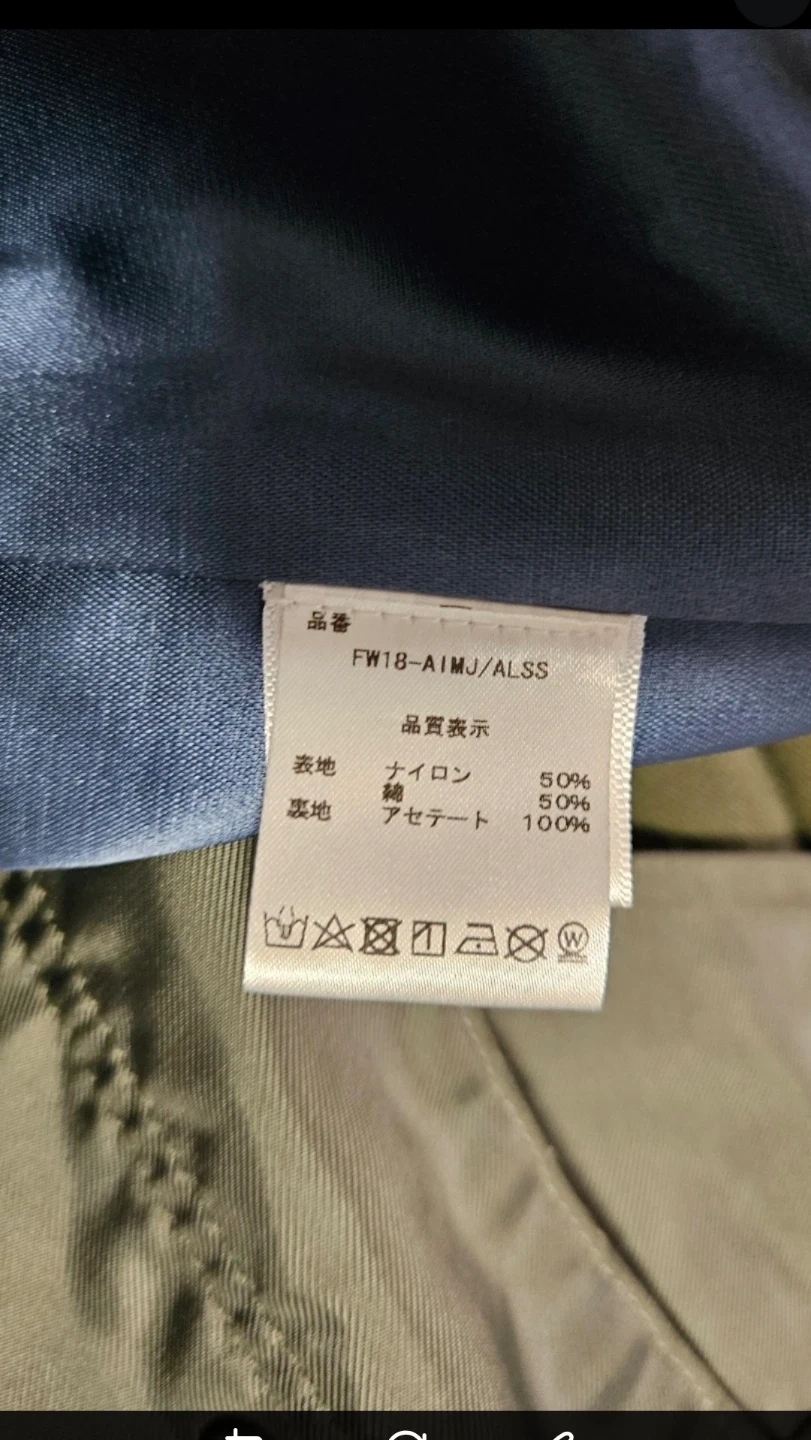 品番
FW18-AIMJ/ALSS
品質表示
表地 ナイロン 50%
綿 50%
裏地 アセテート 100%
W